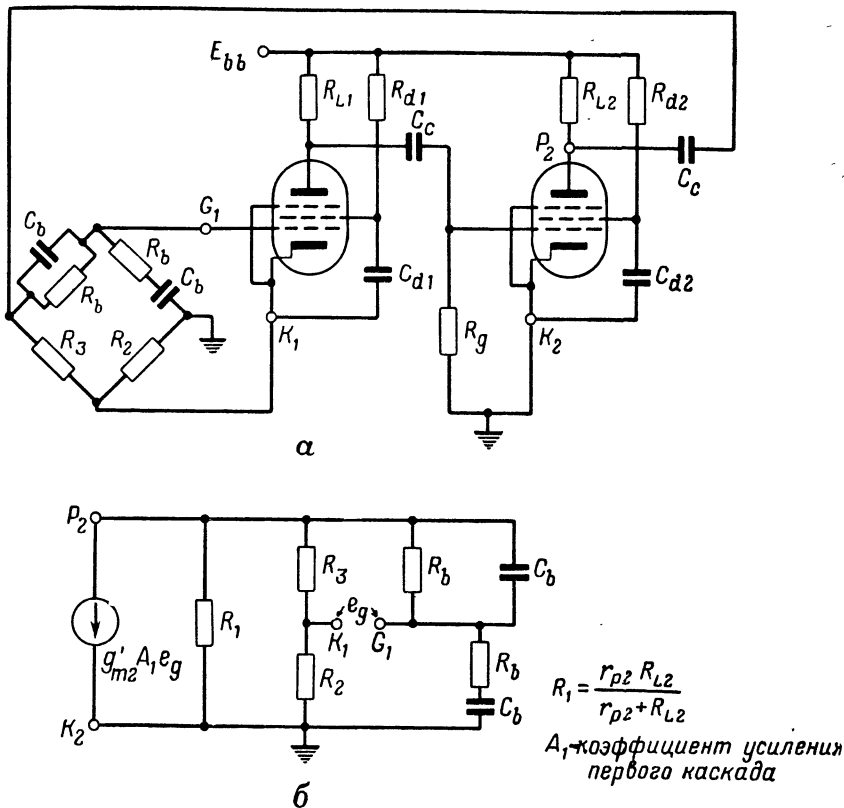 E_bb
R_L1
R_d1
C_c
R_L2
R_d2
P_2
C_c
G_1
C_b
R_b
R_b
C_b
C_d1
C_d2
R_3
R_2
K_1
R_g
K_2
а
P_2
R_3
R_b
C_b
R_1
e_g
K_1
G_1
g'_m2 A_1 e_g
R_2
R_b
C_b
K_2
R_1 = r_p2 R_L2 / r_p2 + R_L2
A_1-коэффициент усиления
первого каскада
б